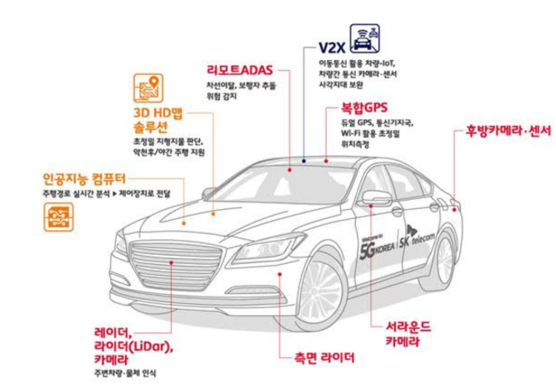 V2X
이동통신 활용 차량-IoT,
차량간 통신 카메라·센서
사각지대 보완
리모트ADAS
차선이탈, 보행자 추돌
위험 감지
3D HD맵
솔루션
초정밀 지형지물 판단,
악천후/야간 주행 지원
복합GPS
듀얼 GPS, 통신기지국,
Wi-Fi 활용 초정밀
위치측정
후방카메라·센서
인공지능 컴퓨터
주행경로 실시간 분석 ▸ 제어장치로 전달
Welcome to
5G KOREA
SK telecom
레이더,
라이더(LiDar),
카메라
주변차량·물체 인식
측면 라이더
서라운드
카메라